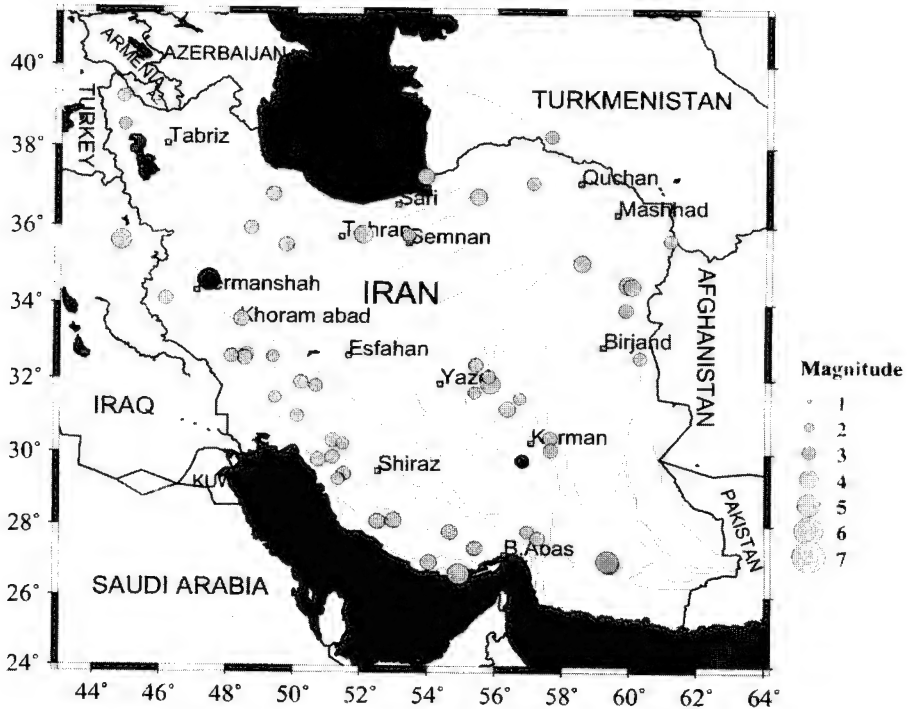 40°
38°
36°
34°
32°
30°
28°
26°
24°
44° 46° 48° 50° 52° 54° 56° 58° 60° 62° 64°
AZERBAIJAN
ARMENIA
TURKEY
TURKMENISTAN
Tabriz
Quchan
Sari
Mashhad
Tehran
Semnan
AFGHANISTAN
Kermanshah
IRAN
Khoram abad
Birjand
Esfahan
Yazd
IRAQ
Kerman
Shiraz
KUW
PAKISTAN
B.Abas
SAUDI ARABIA
Magnitude
1
2
3
4
5
6
7